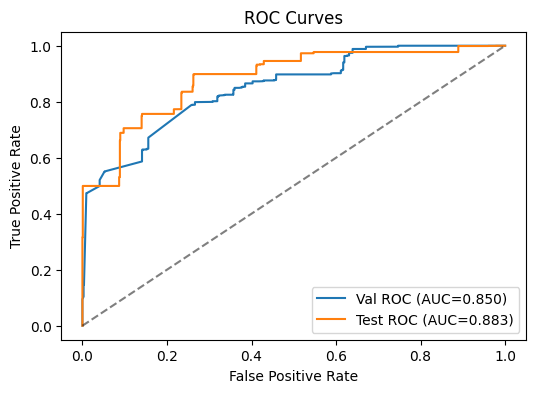 ROC Curves
True Positive Rate
1.0
0.8
0.6
0.4
0.2
0.0
Val ROC (AUC=0.850)
Test ROC (AUC=0.883)
0.0 0.2 0.4 0.6 0.8 1.0
False Positive Rate